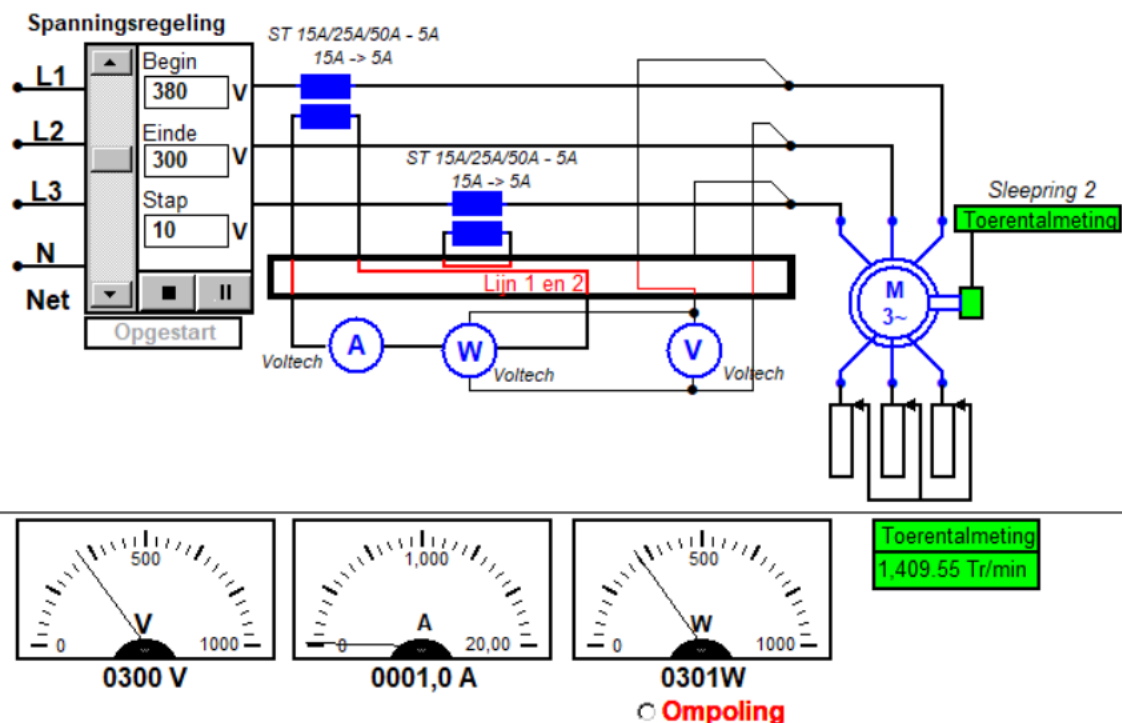 Spanningsregeling
ST 15A/25A/50A - 5A
15A -> 5A
L1
Begin
380 V
L2
Einde
300 V
ST 15A/25A/50A - 5A
15A -> 5A
L3
Stap
10 V
Sleepring 2
Toerentalmeting
N
Net
Lijn 1 en 2
M
3~
Opgestart
Voltech
A
W
Voltech
V
Voltech
500
V
0
1000
0300 V
1,000
A
0
20,00
0001,0 A
500
W
0
1000
0301W
Ompoling
Toerentalmeting
1,409.55 Tr/min